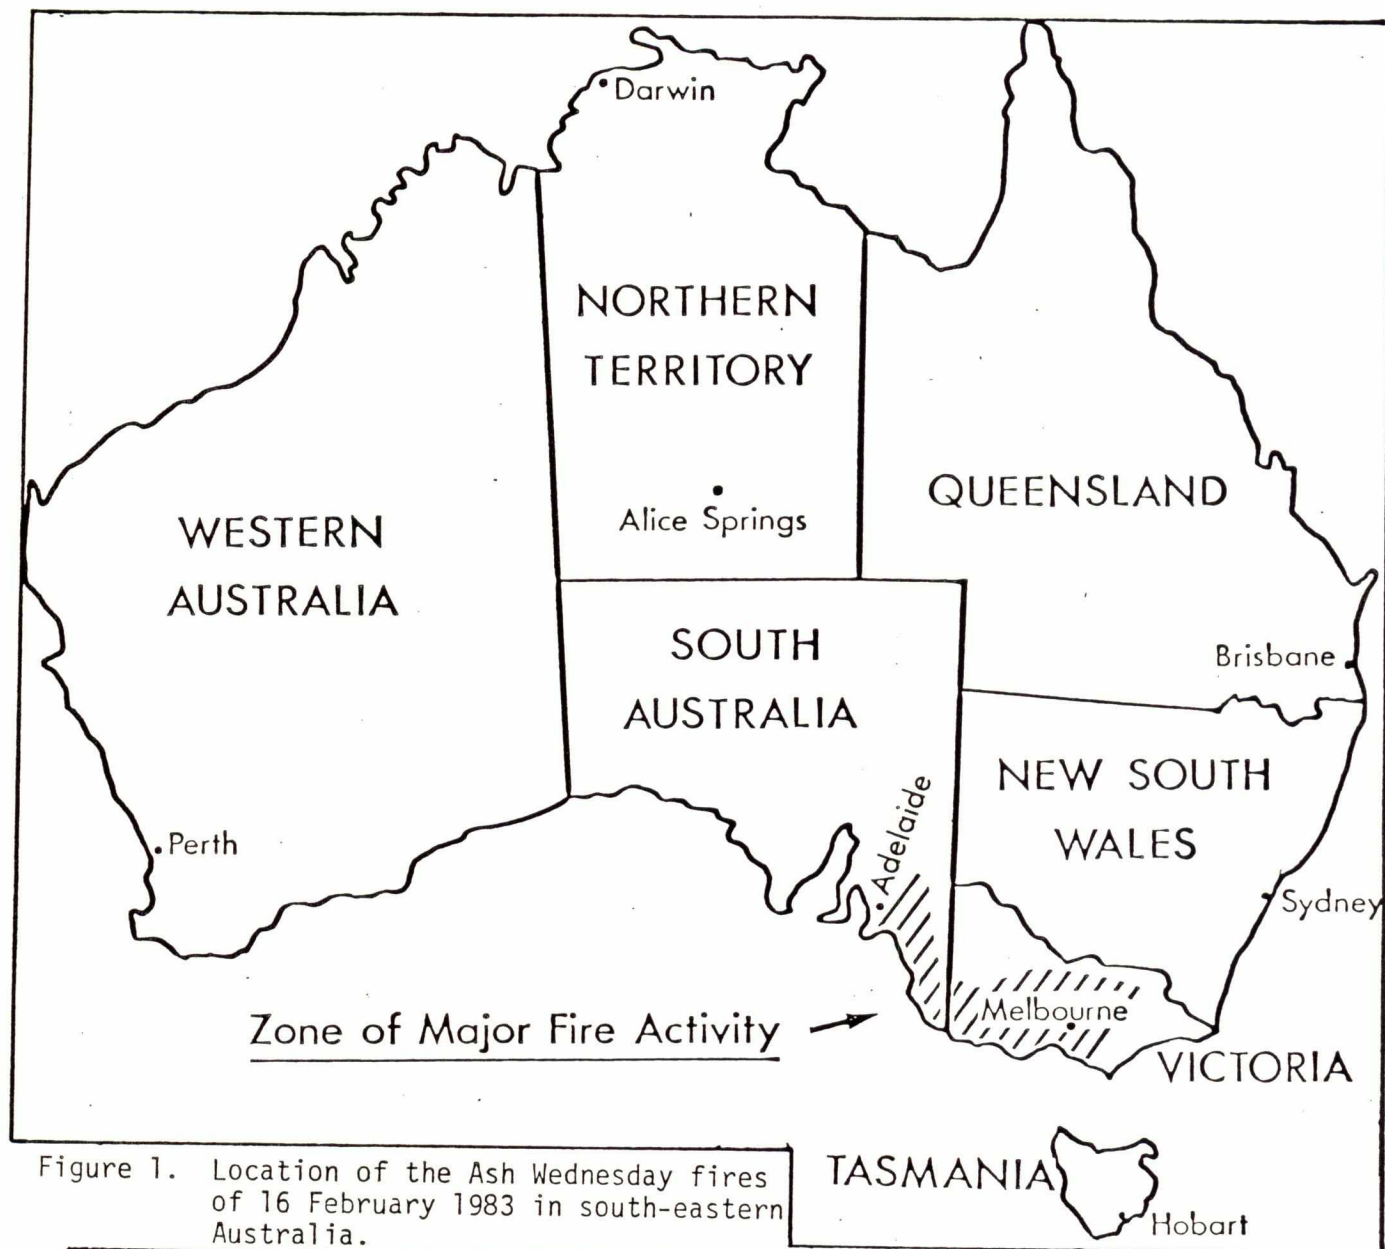 Darwin
NORTHERN
TERRITORY
Alice Springs
QUEENSLAND
WESTERN
AUSTRALIA
SOUTH
AUSTRALIA
Brisbane
NEW SOUTH
WALES
Adelaide
Perth
Sydney
Melbourne
Zone of Major Fire Activity
VICTORIA
TASMANIA
Hobart
Figure 1. Location of the Ash Wednesday fires
of 16 February 1983 in south-eastern
Australia.